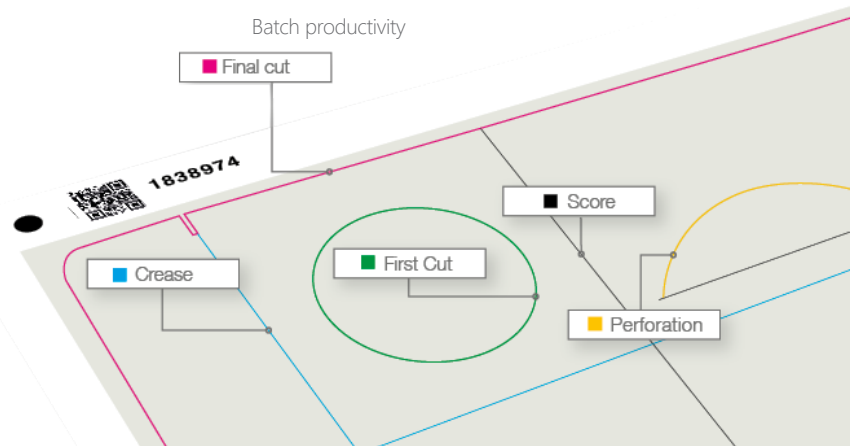 Batch productivity
Final cut
1838974
Score
First Cut
Crease
Perforation